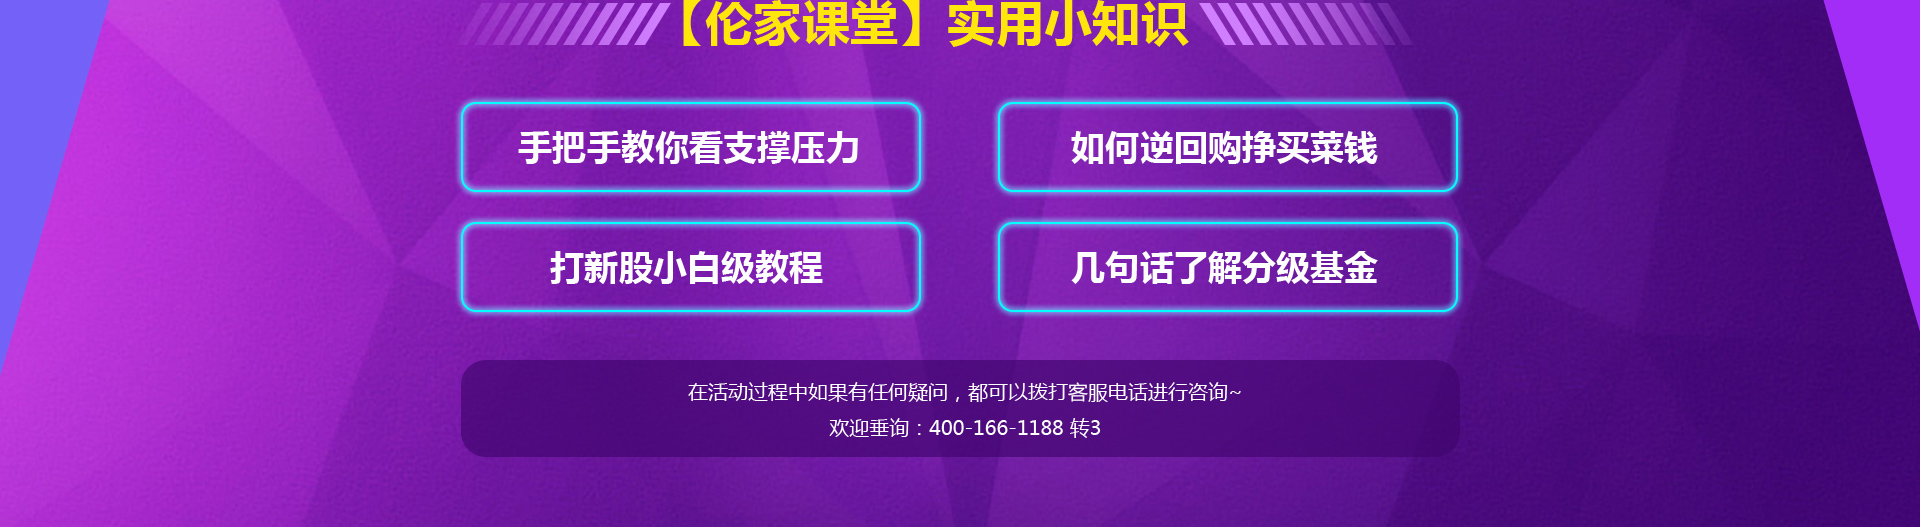 【伦家课堂】实用小知识
手把手教你看支撑压力
如何逆回购挣买菜钱
打新股小白级教程
几句话了解分级基金
在活动过程中如果有任何疑问，都可以拨打客服电话进行咨询~
欢迎垂询：400-166-1188 转3